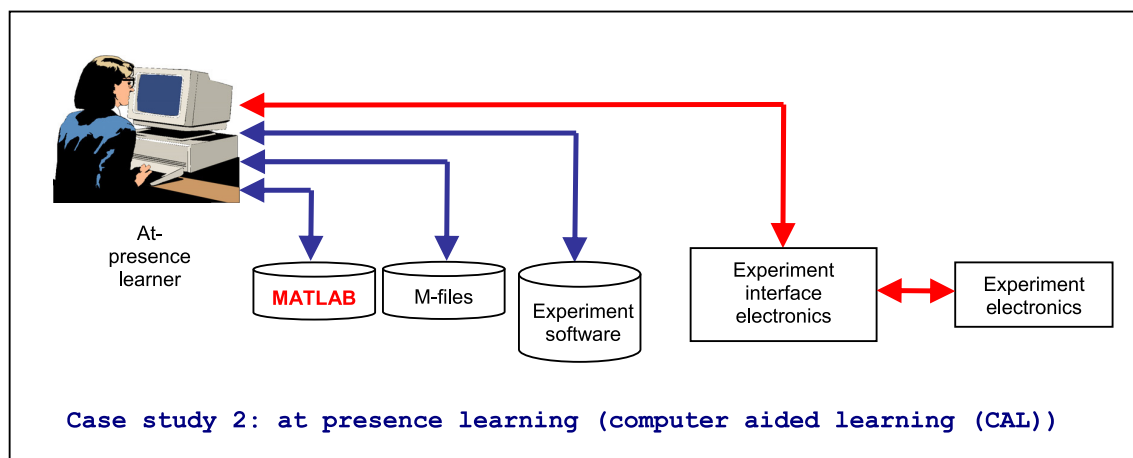 At-
presence
learner
MATLAB
M-files
Experiment
software
Experiment
interface
electronics
Experiment
electronics
Case study 2: at presence learning (computer aided learning (CAL))